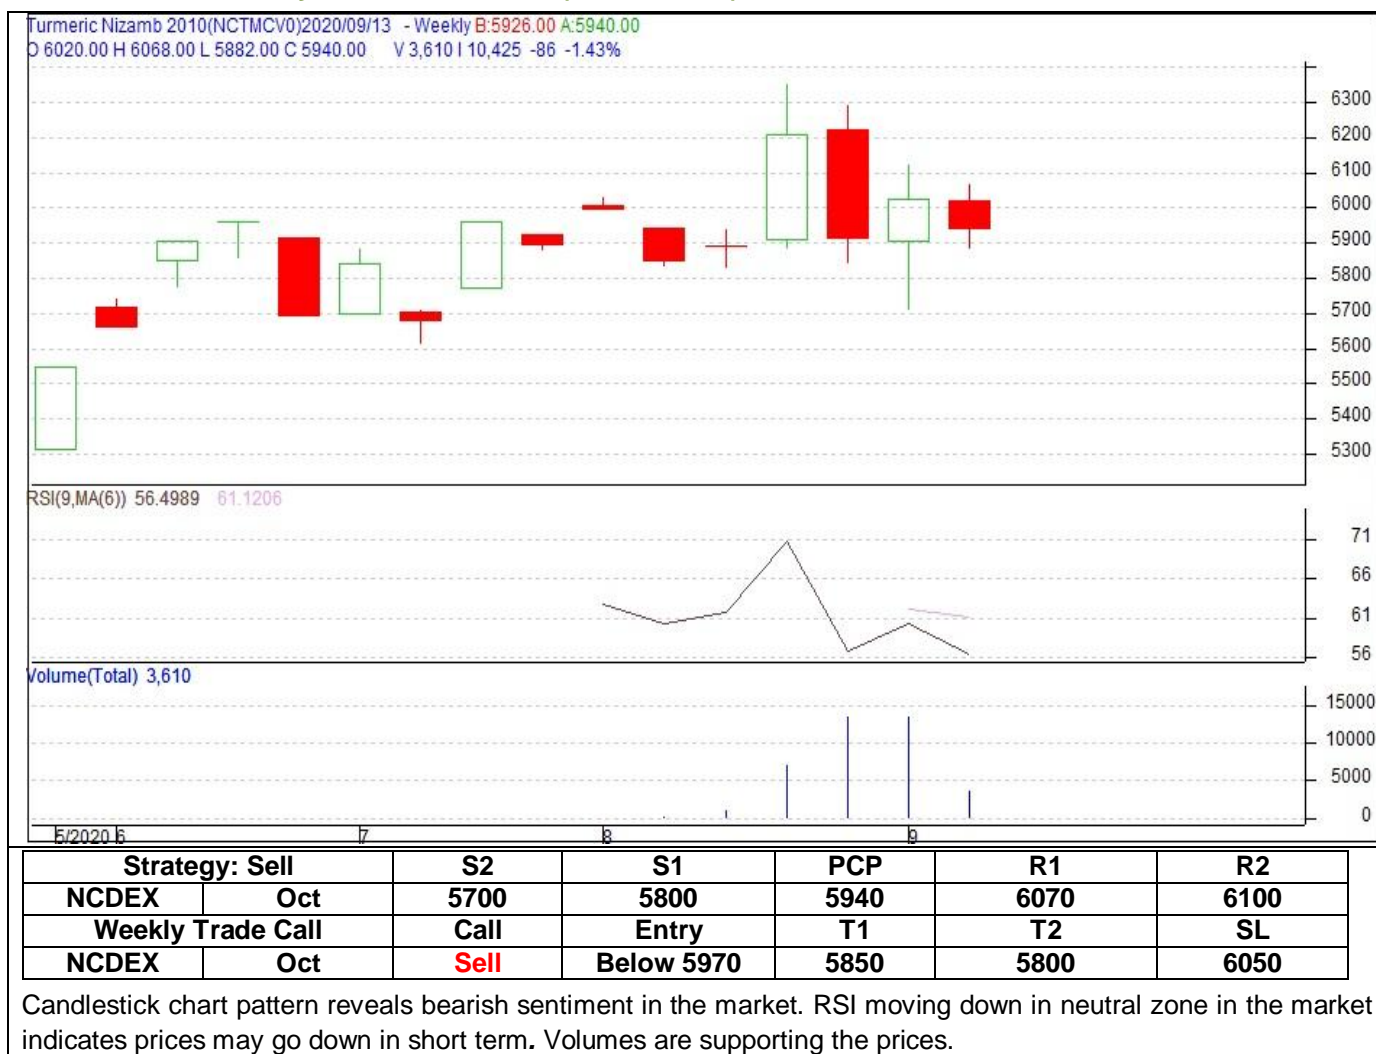 Turmeric Nizamb 2010(NCTMCV0)2020/09/13 - Weekly B:5926.00 A:5940.00
O 6020.00 H 6068.00 L 5882.00 C 5940.00 V 3,610 I 10,425 -86 -1.43%
6300
6200
6100
6000
5900
5800
5700
5600
5500
5400
5300
RSI(9,MA(6)) 56.4989 61.1206
71
66
61
56
Volume(Total) 3,610
15000
10000
5000
0
5/2020 6 7 8 9
Strategy: Sell S2 S1 PCP R1 R2
NCDEX Oct 5700 5800 5940 6070 6100
Weekly Trade Call Call Entry T1 T2 SL
NCDEX Oct Sell Below 5970 5850 5800 6050
Candlestick chart pattern reveals bearish sentiment in the market. RSI moving down in neutral zone in the market
indicates prices may go down in short term. Volumes are supporting the prices.